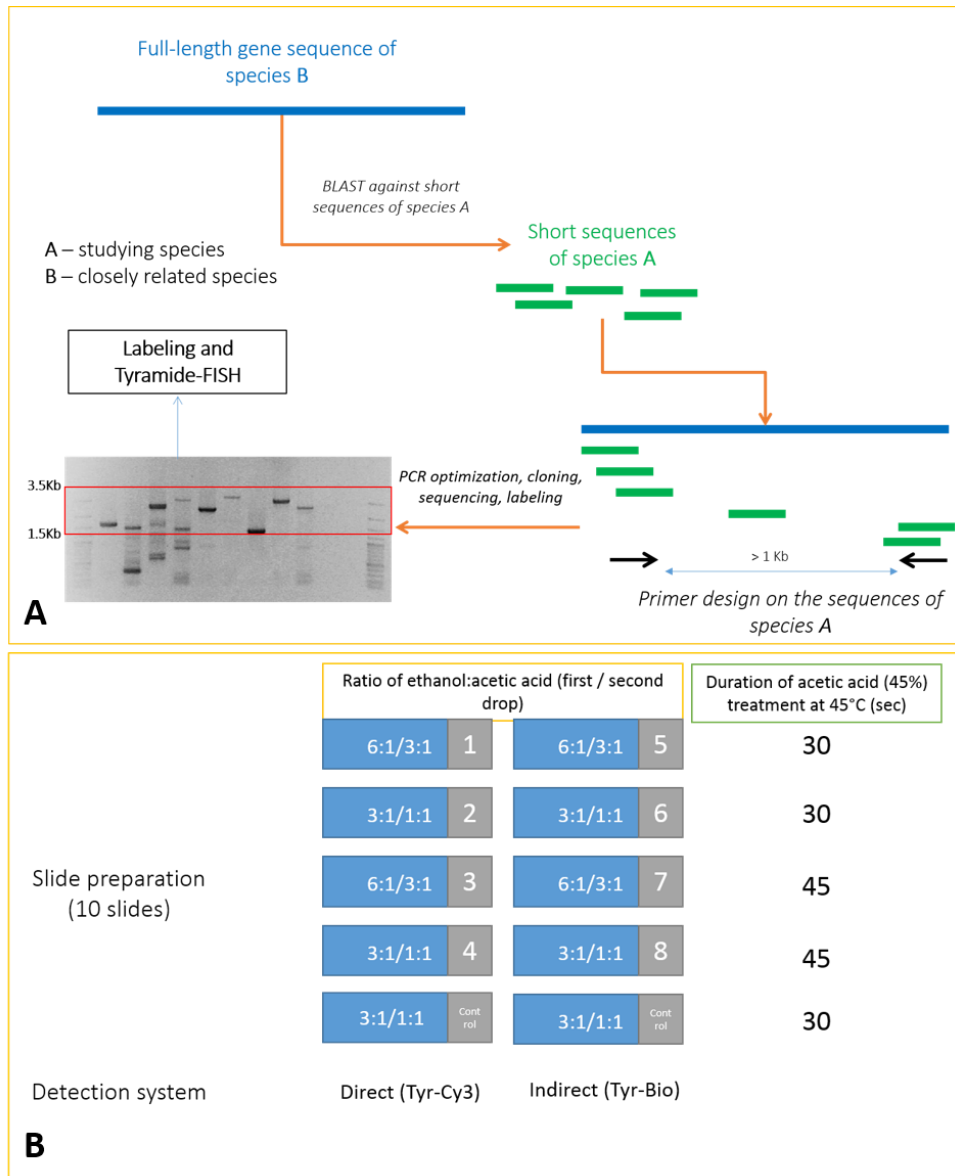 Full-length gene sequence of
species B
BLAST against short
sequences of species A
Short sequences
of species A
A – studying species
B – closely related species
Labeling and
Tyramide-FISH
3.5Kb
1.5Kb
PCR optimization, cloning,
sequencing, labeling
> 1 Kb
Primer design on the sequences of
species A
A
Ratio of ethanol:acetic acid (first / second
drop)
Duration of acetic acid (45%)
treatment at 45°C (sec)
6:1/3:1 1 6:1/3:1 5 30
3:1/1:1 2 3:1/1:1 6 30
Slide preparation
(10 slides)
6:1/3:1 3 6:1/3:1 7 45
3:1/1:1 4 3:1/1:1 8 45
3:1/1:1 Cont
rol 3:1/1:1 Cont
rol 30
Detection system Direct (Tyr-Cy3) Indirect (Tyr-Bio)
B